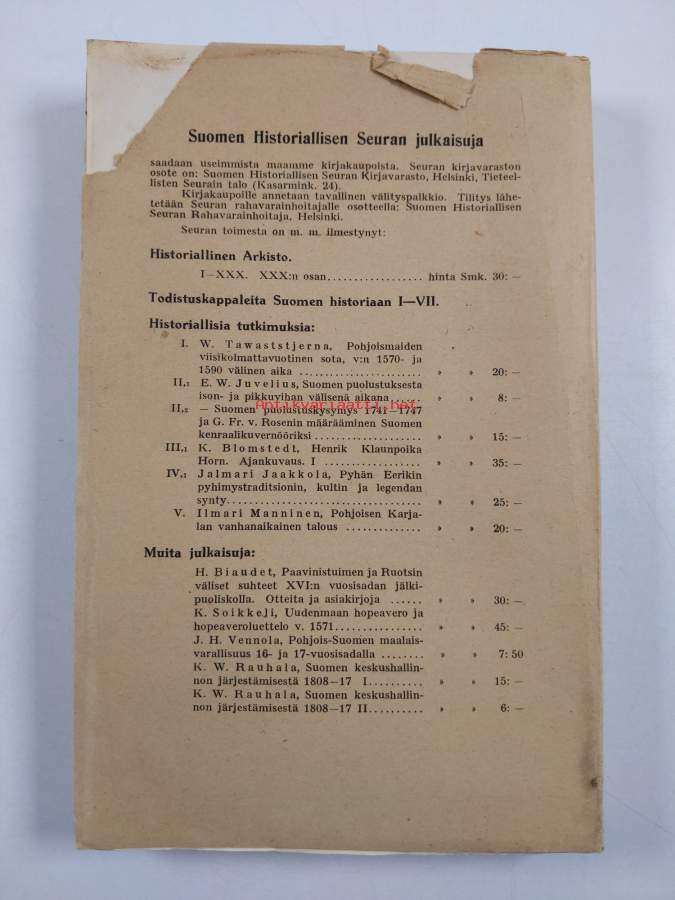 Suomen Historiallisen Seuran julkaisuja
saadaan useimmista maamme kirjakaupoista. Seuran kirjavaraston
osote on: Suomen Historiallisen Seuran Kirjavarasto, Helsinki, Tieteel-
listen Seurain talo (Kasarmink. 24).
Kirjakaupoille annetaan tavallinen välityspalkkio. Tilitys lähe-
tetään Seuran rahavarainhoitajalle osotteella: Suomen Historiallisen
Seuran Rahavarainhoitaja, Helsinki.
Seuran toimesta on m. m. ilmestynyt:
Historiallinen Arkisto.
I—XXX. XXX:n osan.................. hinta Smk. 30: —
Todistuskappaleita Suomen historiaan I—VII.
Historiallisia tutkimuksia:
I. W. Tawaststjerna, Pohjoismaiden
viisikolmattavuotinen sota, v:n 1570- ja
1590 välinen aika ....................... » » 20: —
II,1: E. W. Juvelius, Suomen puolustuksesta
ison- ja pikkuvihan välisenä aikana...... » » 8: —
Antikvariaatti.net
II,2: — Suomen puolustuskysymys 1741—1747
ja G. Fr. v. Rosenin määrääminen Suomen
kenraalikuvernööriksi .................... » » 15: —
III,1: K. Blomstedt, Henrik Klaunpoika
Horn. Ajankuvaus. I ................... » » 35: —
IV,1: Jalmari Jaakkola, Pyhän Eerikin
pyhimystraditsionin, kultin ja legendan
synty..................................... » » 25: —
V. Ilmari Manninen, Pohjoisen Karja-
lan vanhanaikainen talous .............. » » 20: —
Muita julkaisuja:
H. Biaudet, Paavinistuimen ja Ruotsin
väliset suhteet XVI:n vuosisadan jälki-
puoliskolla. Otteita ja asiakirjoja ...... » » 30: —
K. Soikkeli, Uudenmaan hopeavero ja
hopeaveroluettelo v. 1571................ » » 45: —
J. H. Vennola, Pohjois-Suomen maalais-
varallisuus 16- ja 17-vuosisadalla ........ » » 7: 50
K. W. Rauhala, Suomen keskushallin-
non järjestämisestä 1808—17 I.......... » » 15: —
K. W. Rauhala, Suomen keskushallin-
non järjestämisestä 1808—17 II.......... » » 6: —